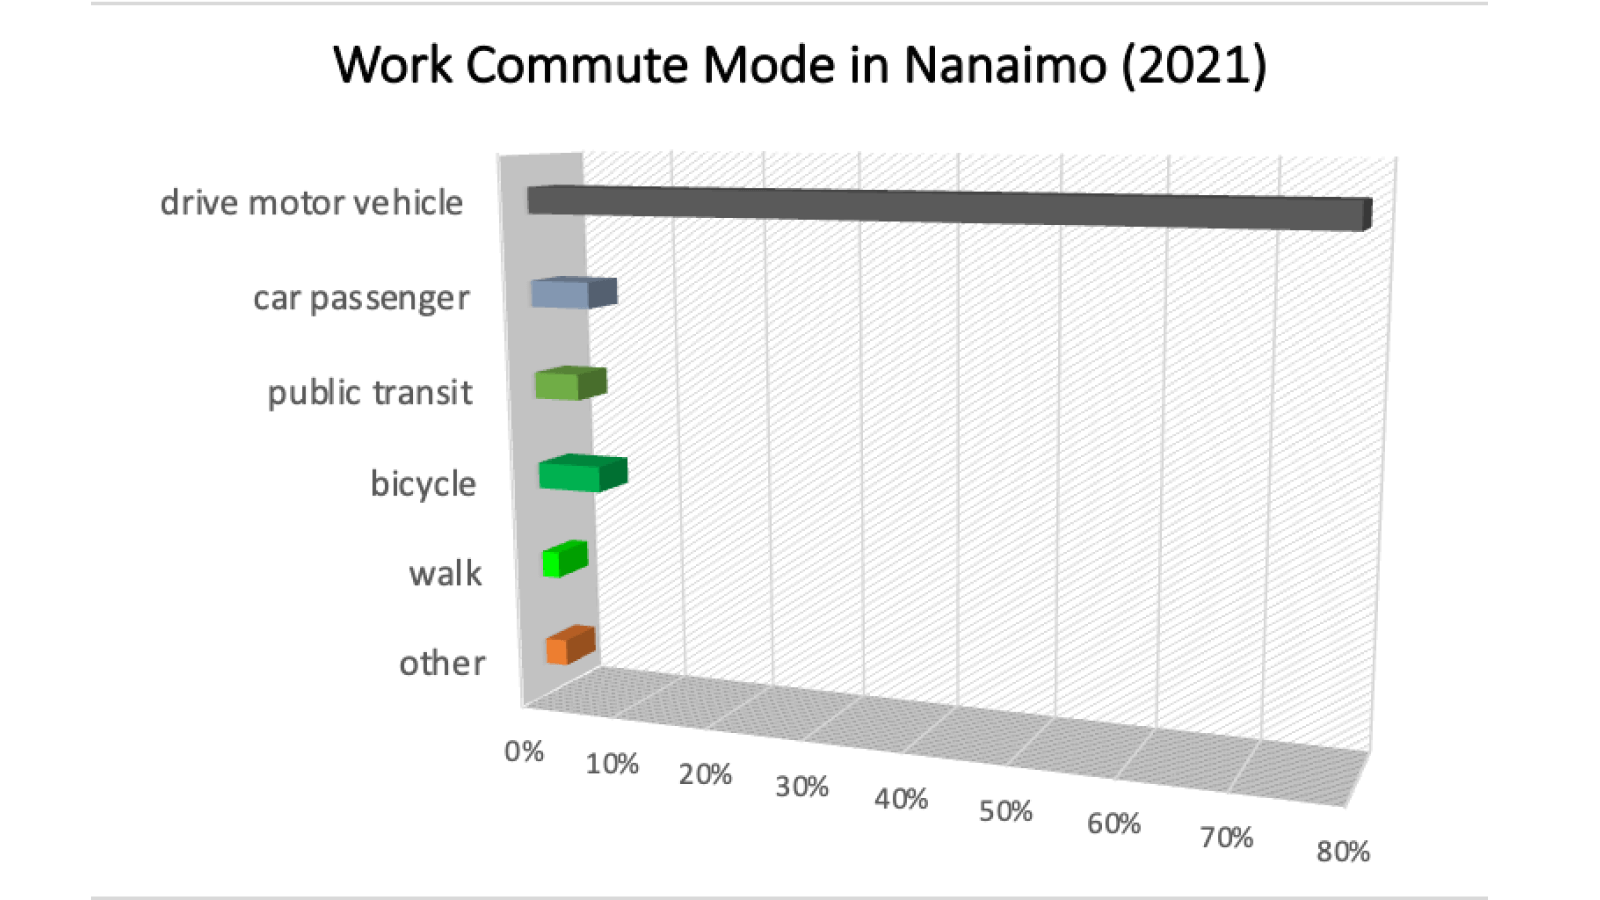 Work Commute Mode in Nanaimo (2021)
drive motor vehicle
car passenger
public transit
bicycle
walk
other
0%
10%
20%
30%
40%
50%
60%
70%
80%